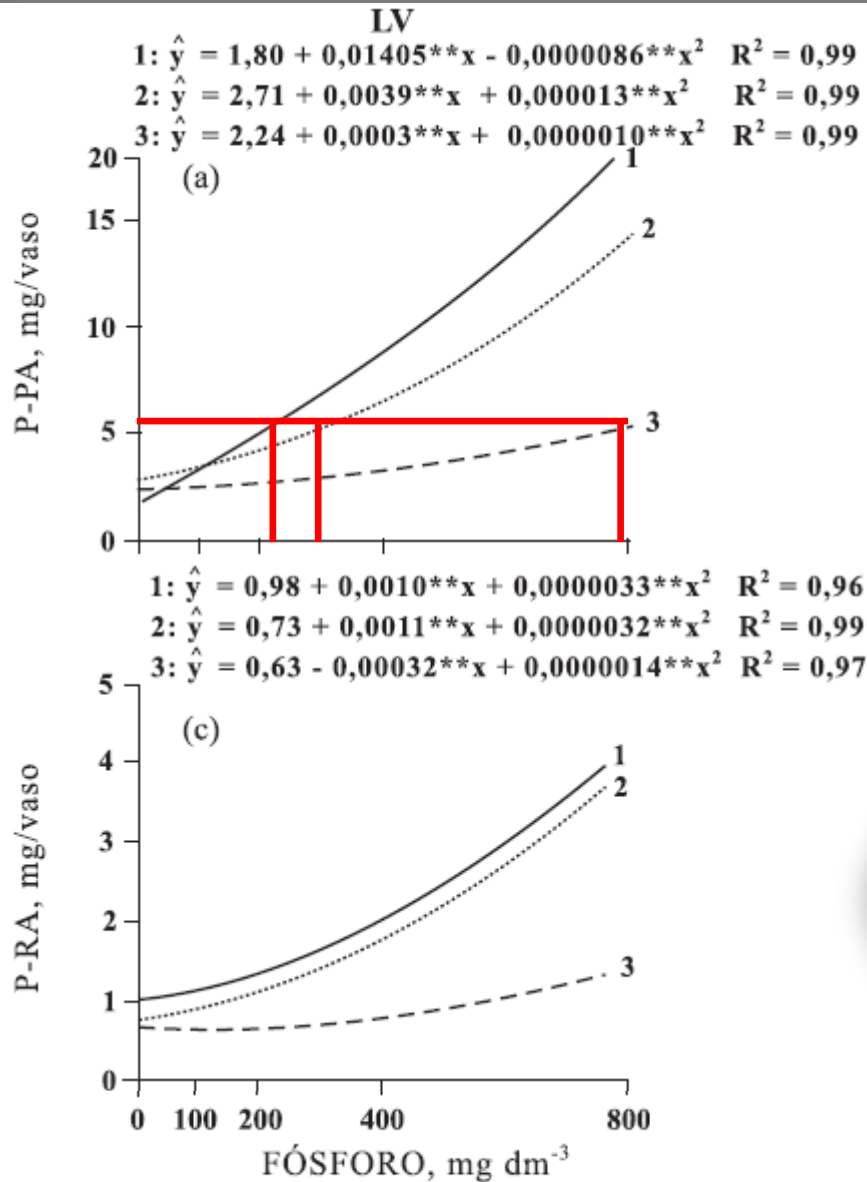 LV
1: ŷ = 1,80 + 0,01405**x - 0,0000086**x² R² = 0,99
2: ŷ = 2,71 + 0,0039**x + 0,000013**x² R² = 0,99
3: ŷ = 2,24 + 0,0003**x + 0,0000010**x² R² = 0,99
20
(a)
1
15
2
P-PA, mg/vaso
10
5
3
0
1: ŷ = 0,98 + 0,0010**x + 0,0000033**x² R² = 0,96
2: ŷ = 0,73 + 0,0011**x + 0,0000032**x² R² = 0,99
3: ŷ = 0,63 - 0,00032**x + 0,0000014**x² R² = 0,97
5
(c)
4
1
2
P-RA, mg/vaso
3
2
3
1
0
0 100 200 400 800
FÓSFORO, mg dm⁻³